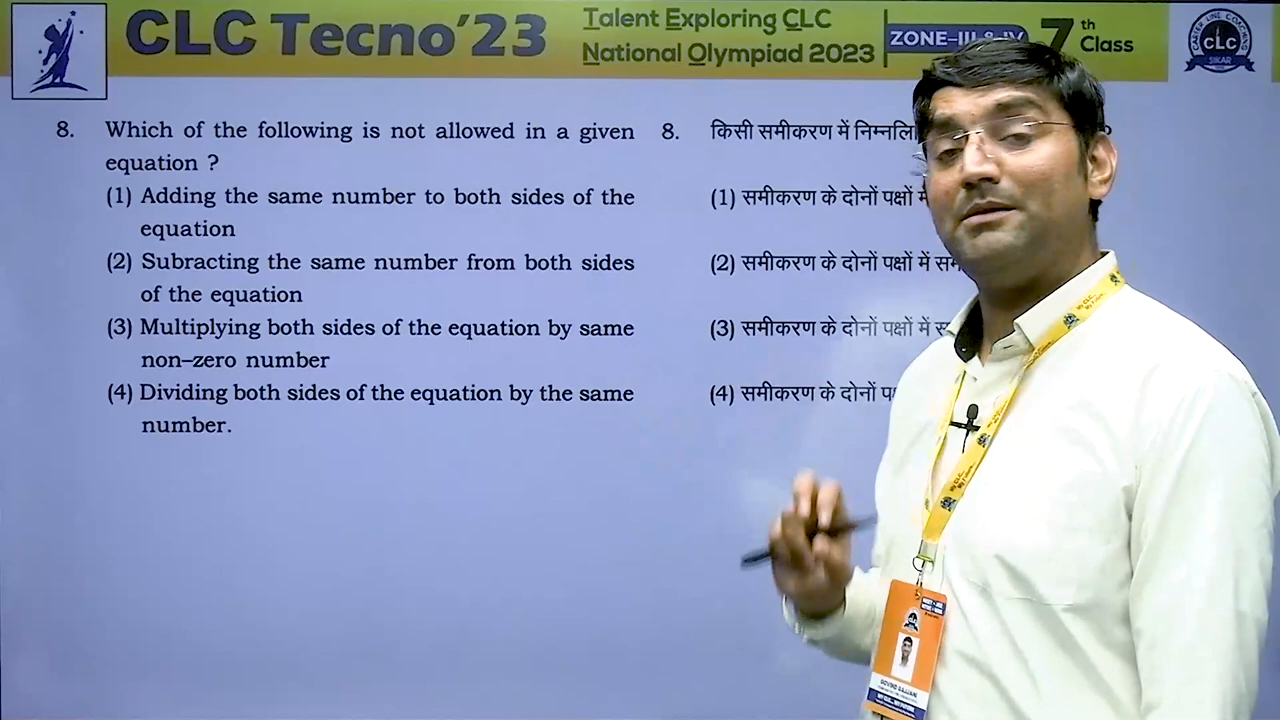 CLC Tecno'23
Talent Exploring CLC
National Olympiad 2023
ZONE–III & IV
7th Class
CLC
SIKAR
8. Which of the following is not allowed in a given
equation ?
(1) Adding the same number to both sides of the
equation
(2) Subracting the same number from both sides
of the equation
(3) Multiplying both sides of the equation by same
non–zero number
(4) Dividing both sides of the equation by the same
number.
8. किसी समीकरण में
(1) समीकरण के दोनों पक्षों
(2) समीकरण के दोनों पक्षों में
(3) समीकरण के दोनों पक्षों में
(4) समीकरण के दोनों